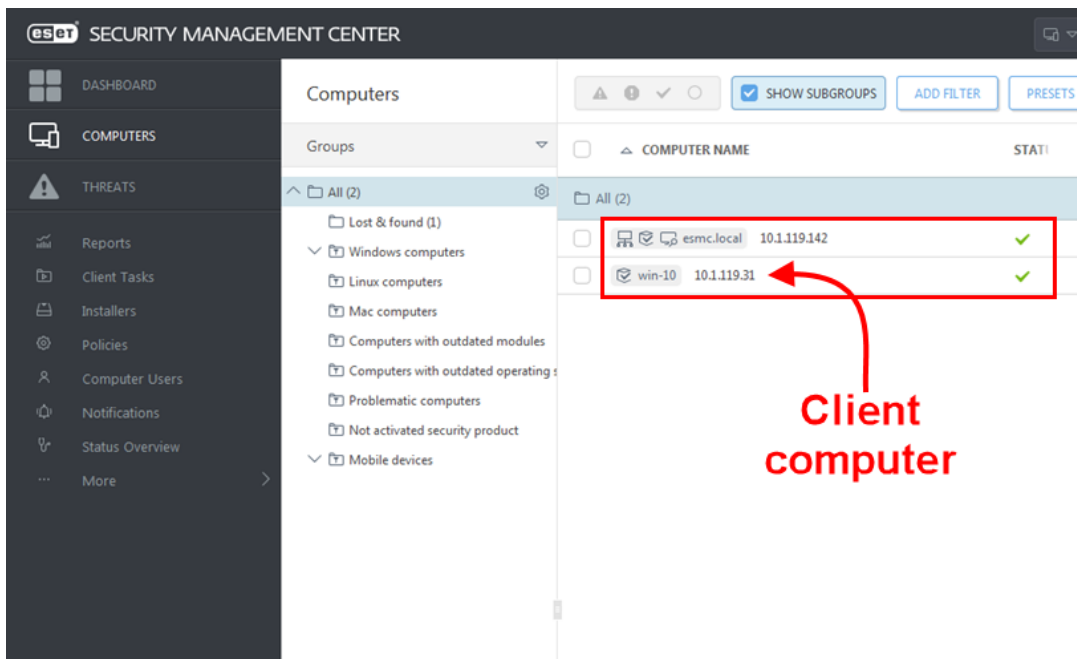 eset SECURITY MANAGEMENT CENTER
DASHBOARD
COMPUTERS
THREATS
Reports
Client Tasks
Installers
Policies
Computer Users
Notifications
Status Overview
More
Computers
Groups
All (2)
Lost & found (1)
Windows computers
Linux computers
Mac computers
Computers with outdated modules
Computers with outdated operating s
Problematic computers
Not activated security product
Mobile devices
SHOW SUBGROUPS ADD FILTER PRESETS
COMPUTER NAME STAT
All (2)
esmc.local 10.1.119.142
win-10 10.1.119.31
Client
computer